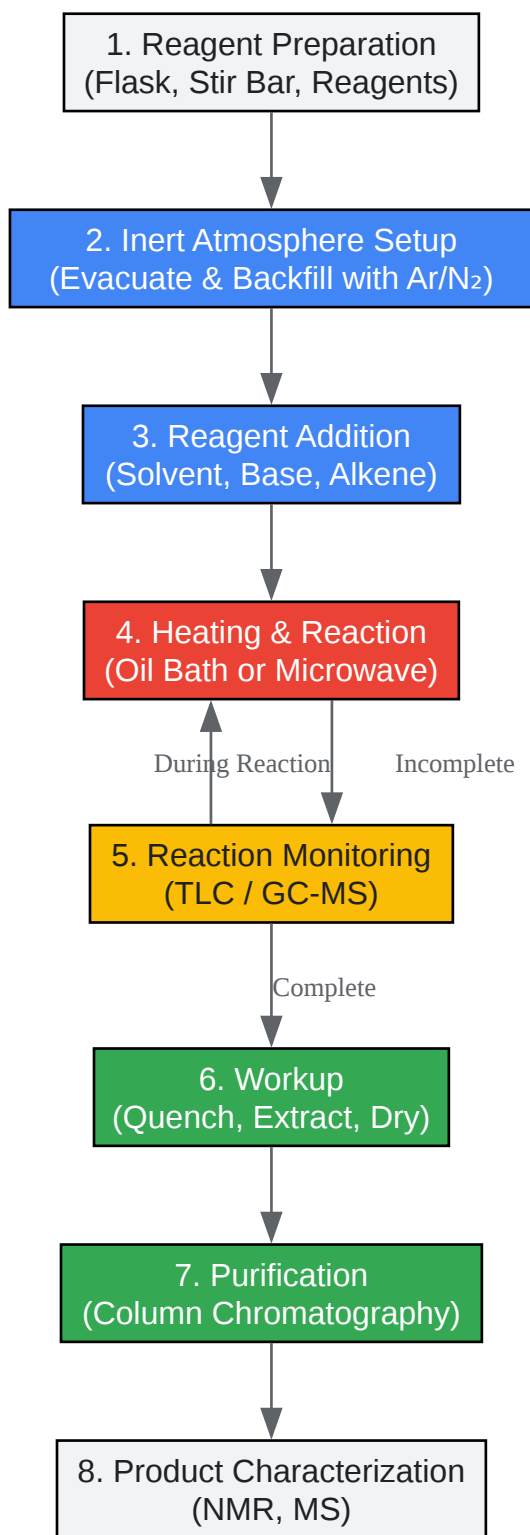 1. Reagent Preparation
(Flask, Stir Bar, Reagents)
2. Inert Atmosphere Setup
(Evacuate & Backfill with Ar/N₂)
3. Reagent Addition
(Solvent, Base, Alkene)
4. Heating & Reaction
(Oil Bath or Microwave)
During Reaction
Incomplete
5. Reaction Monitoring
(TLC / GC-MS)
Complete
6. Workup
(Quench, Extract, Dry)
7. Purification
(Column Chromatography)
8. Product Characterization
(NMR, MS)